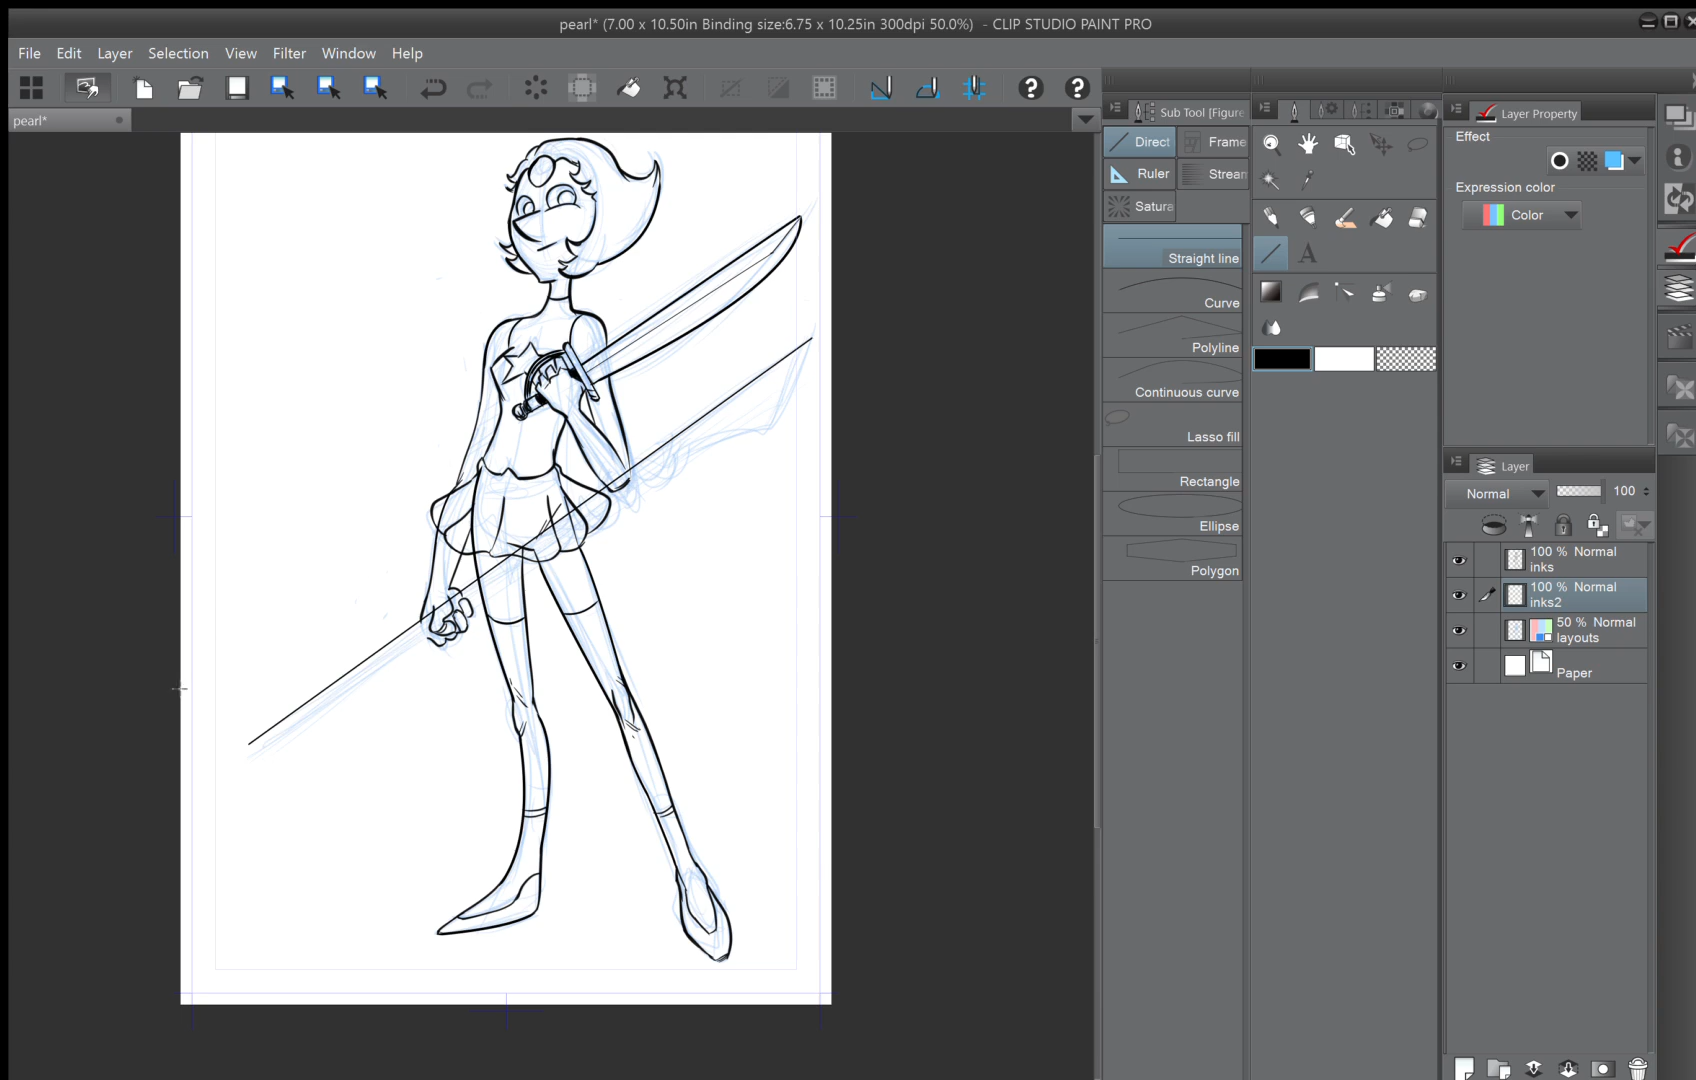 pearl* (7.00 x 10.50in Binding size:6.75 x 10.25in 300dpi 50.0%) - CLIP STUDIO PAINT PRO
File Edit Layer Selection View Filter Window Help
pearl*
Sub Tool [Figure
Direct Frame
Ruler Strean
Satura
Straight line
Curve
Polyline
Continuous curve
Lasso fill
Rectangle
Ellipse
Polygon
A
Layer Property
Effect
Expression color
Color
Layer
Normal 100
100 % Normal
inks
100 % Normal
inks2
50 % Normal
layouts
Paper